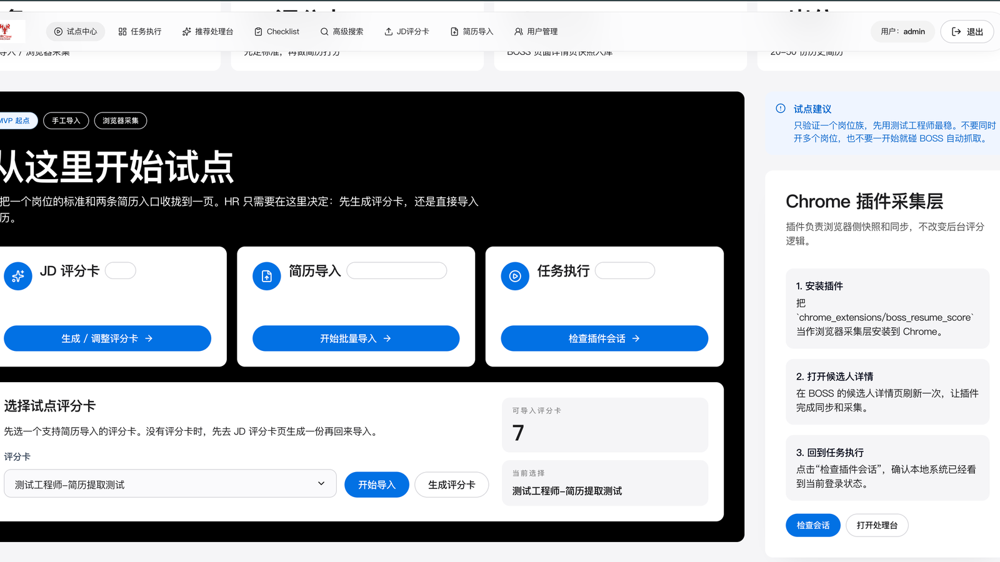 试点中心
任务执行
推荐处理台
Checklist
高级搜索
JD评分卡
简历导入
用户管理
用户：admin
退出
导入 / 浏览器采集
先定标准，再做简历打分
BOSS 页面详情页快照入库
20-50 份历史简历
MVP 起点
手工导入
浏览器采集
从这里开始试点
把一个岗位的标准和两条简历入口收拢到一页。HR 只需要在这里决定：先生成评分卡，还是直接导入
历。
JD 评分卡
生成 / 调整评分卡
简历导入
开始批量导入
任务执行
检查插件会话
选择试点评分卡
先选一个支持简历导入的评分卡。没有评分卡时，先去 JD 评分卡页生成一份再回来导入。
评分卡
测试工程师-简历提取测试
开始导入
生成评分卡
可导入评分卡
7
当前选择
测试工程师-简历提取测试
试点建议
只验证一个岗位族，先用测试工程师最稳。不要同时
开多个岗位，也不要一开始就碰 BOSS 自动抓取。
Chrome 插件采集层
插件负责浏览器侧快照和同步，不改变后台评分
逻辑。
1. 安装插件
把
`chrome_extensions/boss_resume_score`
当作浏览器采集层安装到 Chrome。
2. 打开候选人详情
在 BOSS 的候选人详情页刷新一次，让插件
完成同步和采集。
3. 回到任务执行
点击“检查插件会话”，确认本地系统已经看
到当前登录状态。
检查会话
打开处理台